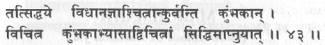 तत्सिद्धये विधानज्ञाश्चित्रान्कुर्वन्ति कुंभकान् ।
विचित्र कुंभकाभ्यासाद्विचित्रां सिद्धिमाप्नुयात् ॥ ४३ ॥